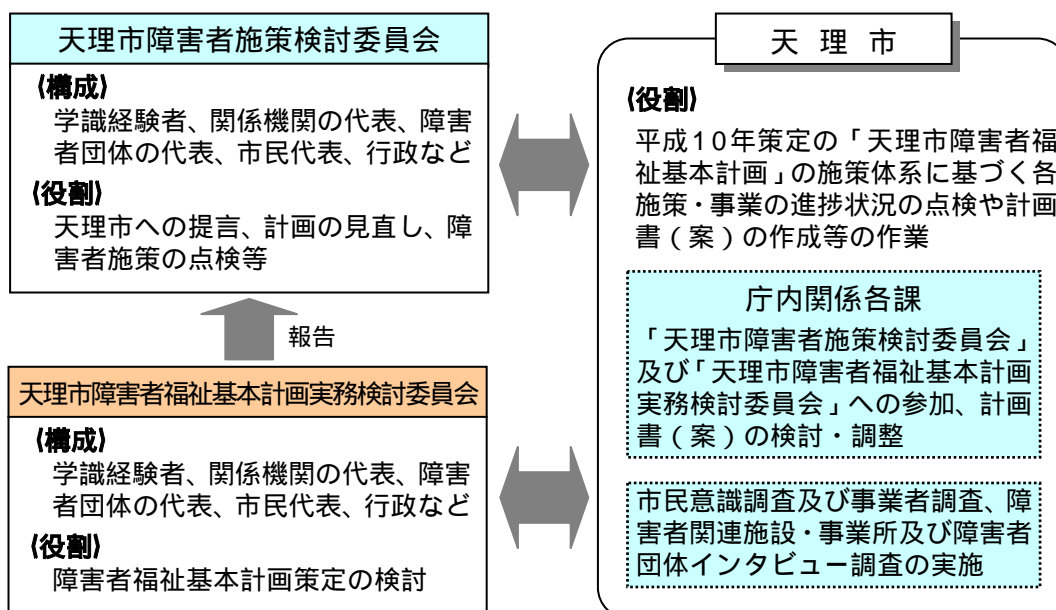 天理市障害者施策検討委員会
(構成)
学識経験者、関係機関の代表、障害
者団体の代表、市民代表、行政など
(役割)
天理市への提言、計画の見直し、障
害者施策の点検等
報告
天理市障害者福祉基本計画実務検討委員会
(構成)
学識経験者、関係機関の代表、障害
者団体の代表、市民代表、行政など
(役割)
障害者福祉基本計画策定の検討
天 理 市
(役割)
平成10年策定の「天理市障害者福
祉基本計画」の施策体系に基づく各
施策・事業の進捗状況の点検や計画
書(案)の作成等の作業
庁内関係各課
「天理市障害者施策検討委員会」
及び「天理市障害者福祉基本計画
実務検討委員会」への参加、計画
書(案)の検討・調整
市民意識調査及び事業者調査、障
害者関連施設・事業所及び障害者
団体インタビュー調査の実施